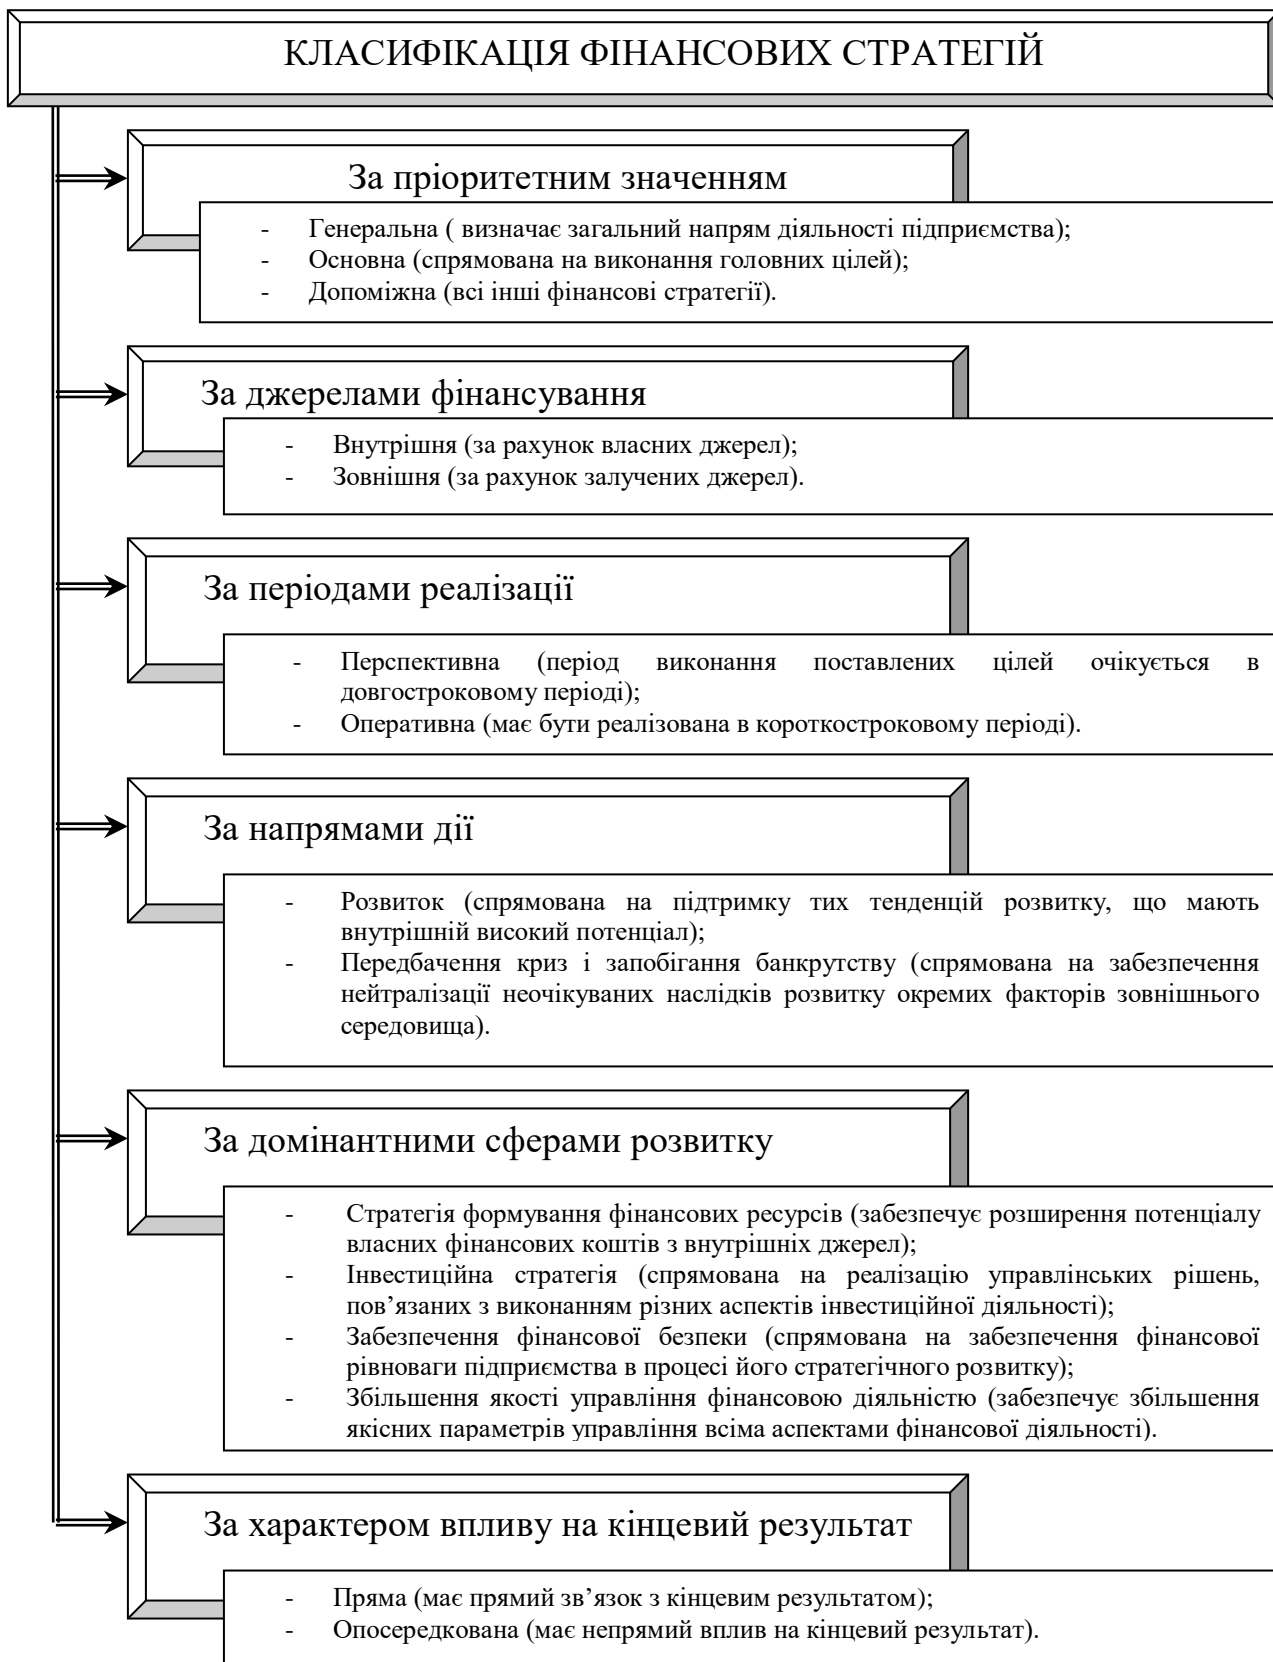 КЛАСИФІКАЦІЯ ФІНАНСОВИХ СТРАТЕГІЙ
За пріоритетним значенням
- Генеральна ( визначає загальний напрям діяльності підприємства);
- Основна (спрямована на виконання головних цілей);
- Допоміжна (всі інші фінансові стратегії).
За джерелами фінансування
- Внутрішня (за рахунок власних джерел);
- Зовнішня (за рахунок залучених джерел).
За періодами реалізації
- Перспективна (період виконання поставлених цілей очікується в
довгостроковому періоді);
- Оперативна (має бути реалізована в короткостроковому періоді).
За напрямами дії
- Розвиток (спрямована на підтримку тих тенденцій розвитку, що мають
внутрішній високий потенціал);
- Передбачення криз і запобігання банкрутству (спрямована на забезпечення
нейтралізації неочікуваних наслідків розвитку окремих факторів зовнішнього
середовища).
За домінантними сферами розвитку
- Стратегія формування фінансових ресурсів (забезпечує розширення потенціалу
власних фінансових коштів з внутрішніх джерел);
- Інвестиційна стратегія (спрямована на реалізацію управлінських рішень,
пов’язаних з виконанням різних аспектів інвестиційної діяльності);
- Забезпечення фінансової безпеки (спрямована на забезпечення фінансової
рівноваги підприємства в процесі його стратегічного розвитку);
- Збільшення якості управління фінансовою діяльністю (забезпечує збільшення
якісних параметрів управління всіма аспектами фінансової діяльності).
За характером впливу на кінцевий результат
- Пряма (має прямий зв’язок з кінцевим результатом);
- Опосередкована (має непрямий вплив на кінцевий результат).